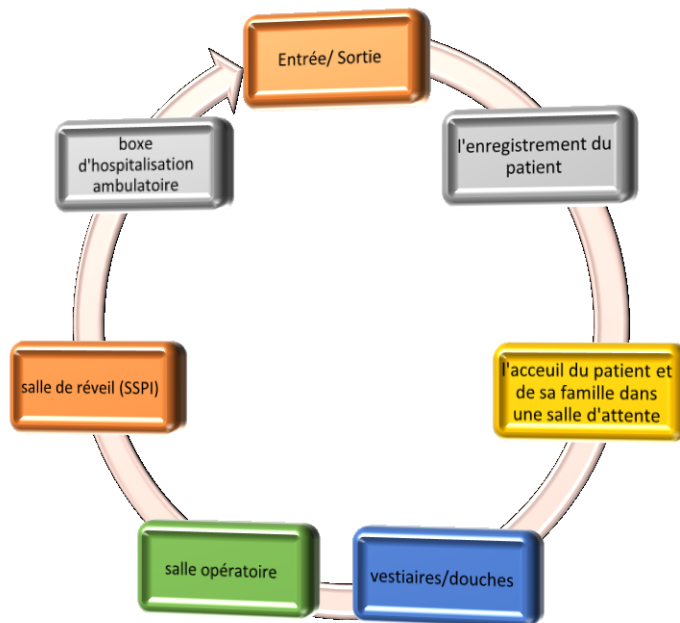 Entrée/ Sortie
l'enregistrement du
patient
l'acceuil du patient et
de sa famille dans
une salle d'attente
vestiaires/douches
salle opératoire
salle de réveil (SSPI)
boxe
d'hospitalisation
ambulatoire